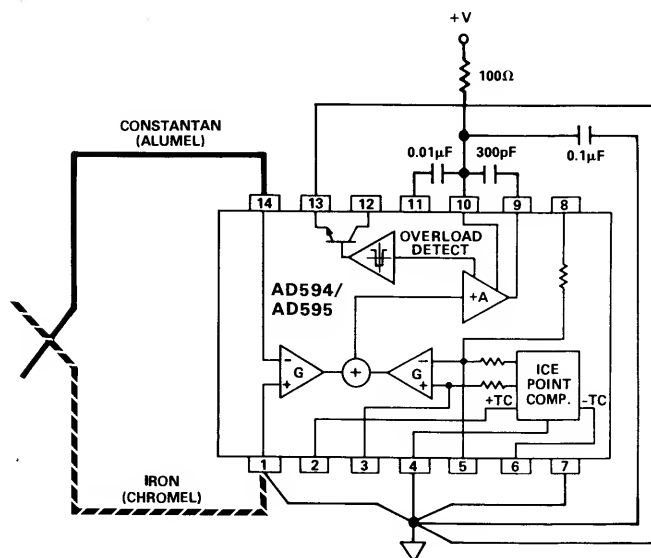 +V
100Ω
CONSTANTAN
(ALUMEL)
0.01μF
300pF
0.1μF
14
13
12
11
10
9
8
OVERLOAD
DETECT
AD594/
AD595
+A
−
G
+
+
−
G
+
ICE
POINT
COMP.
+TC
−TC
1
2
3
4
5
6
7
IRON
(CHROMEL)